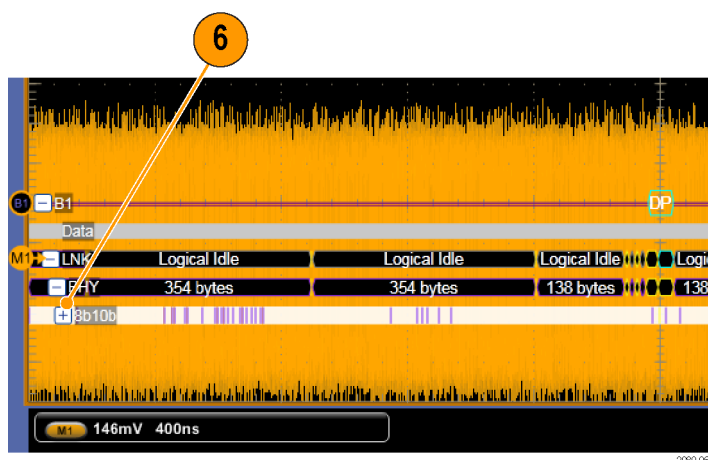 6
B1 B1 DP
Data
M1 LNK Logical Idle Logical Idle Logical Idle Logi
PHY 354 bytes 354 bytes 138 bytes 138
8b10b
M1 146mV 400ns